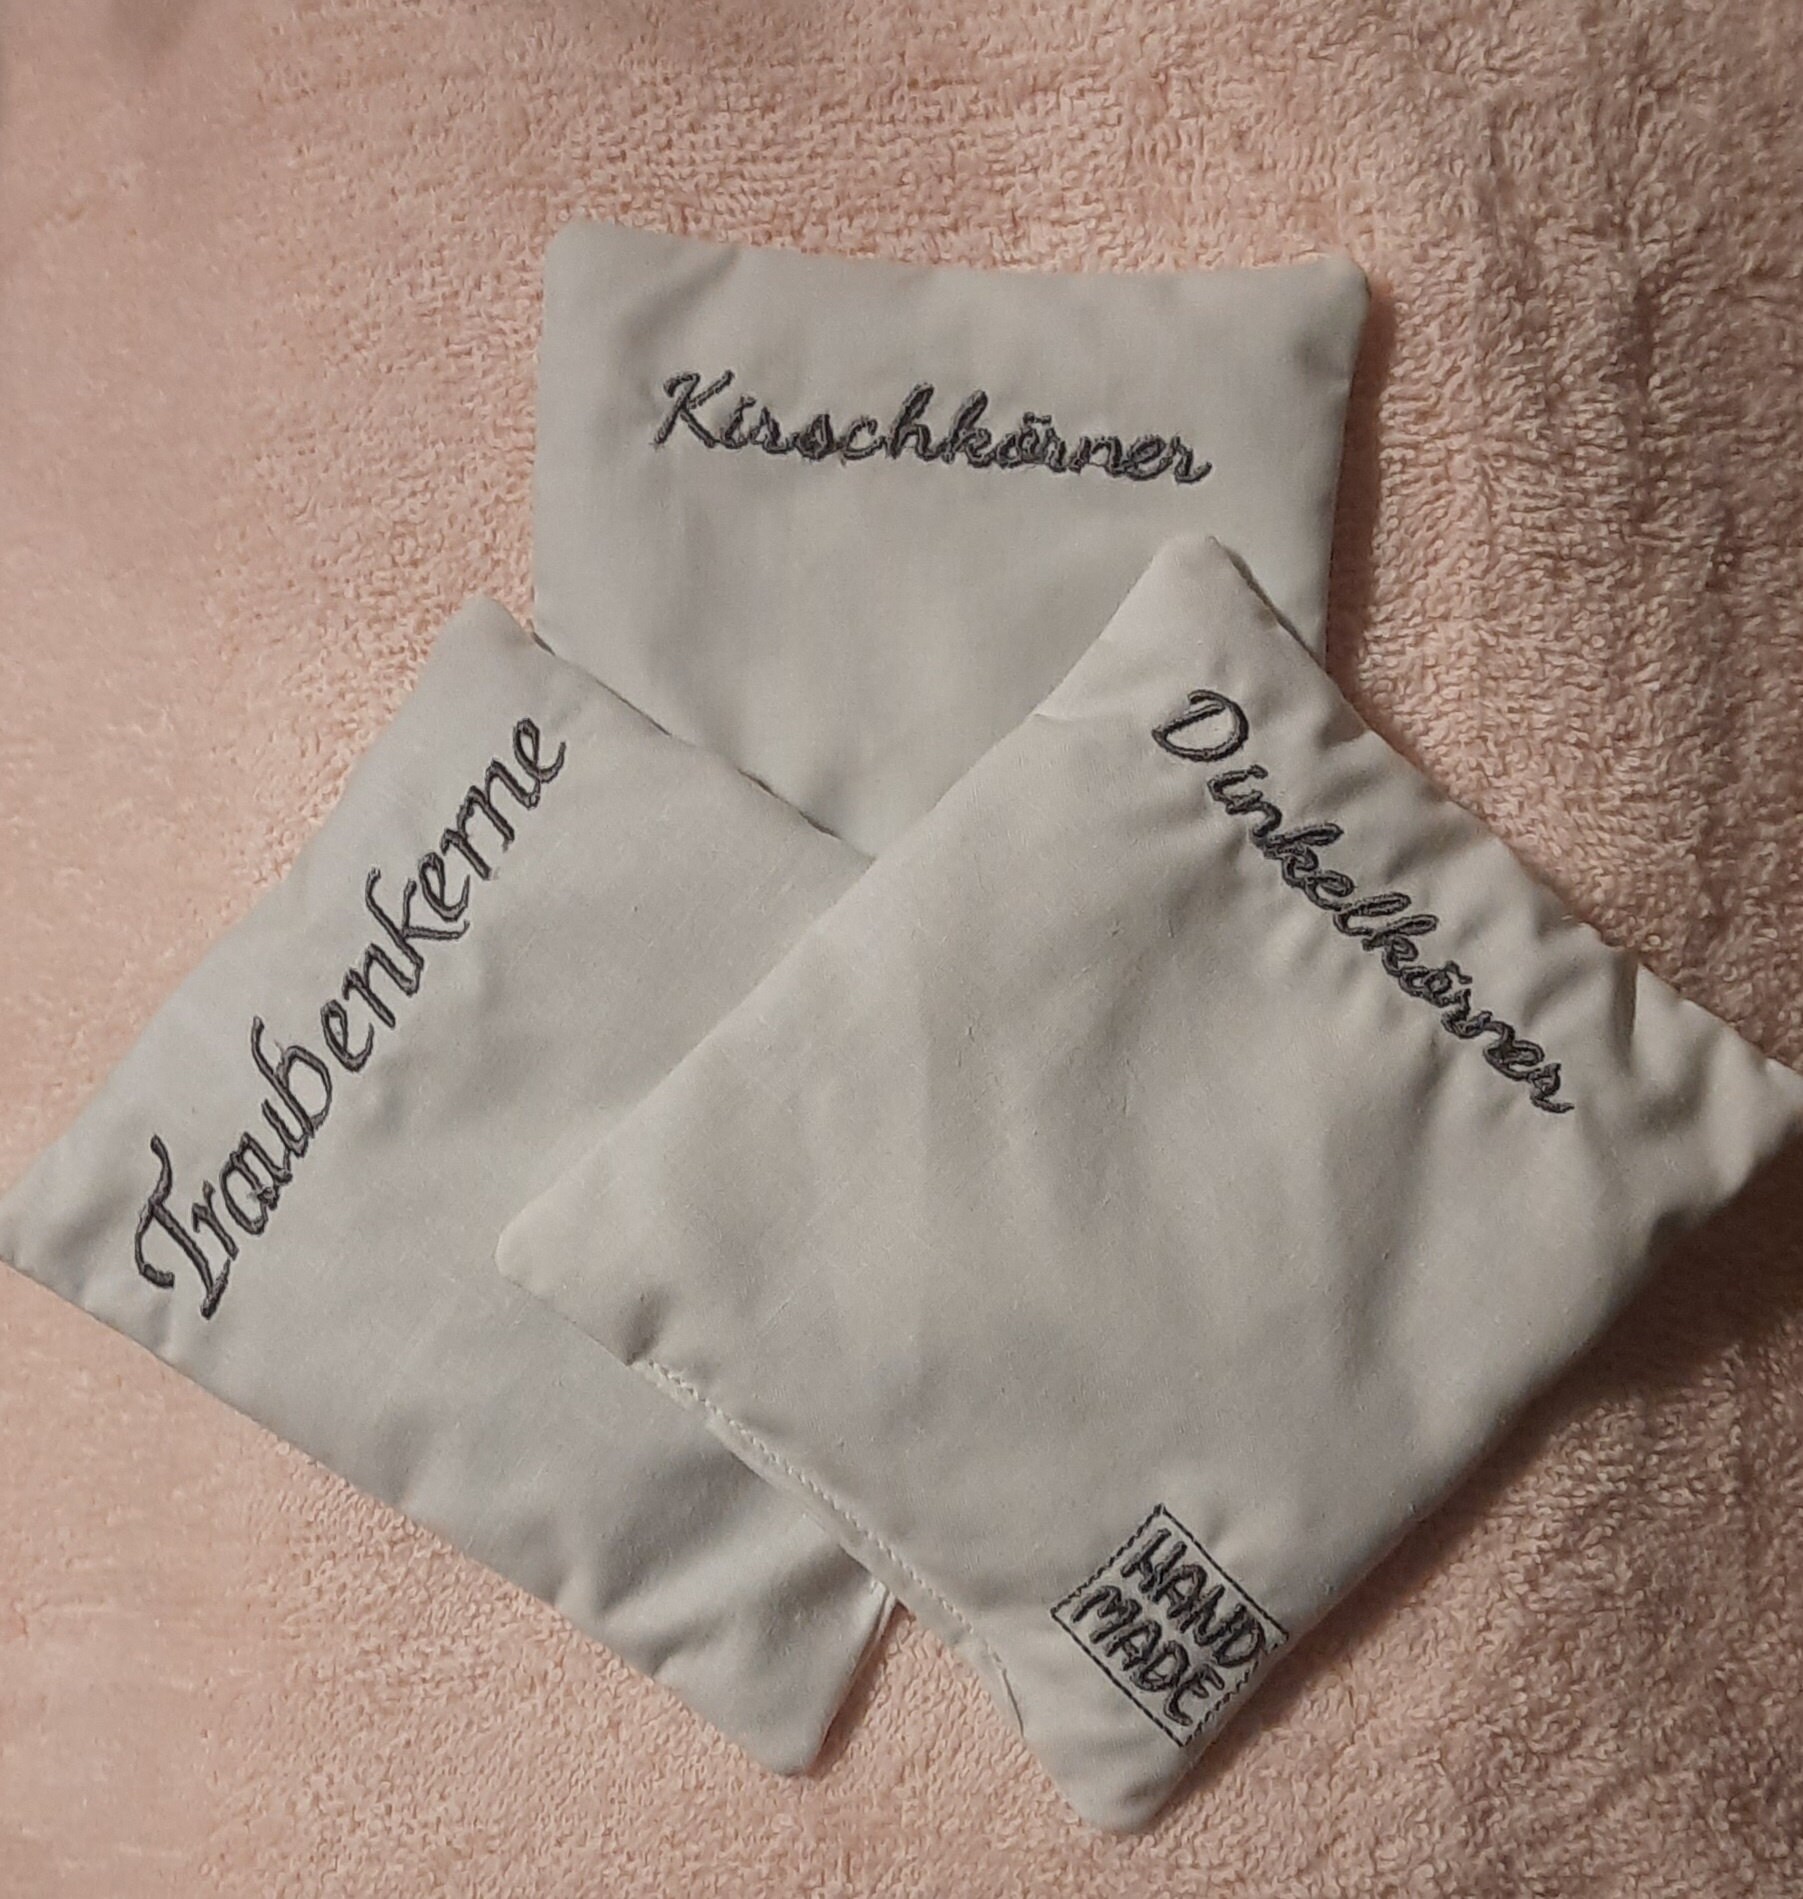 Kirschkörner
Traubenkerne
Dinkelkörner
HAND
MADE